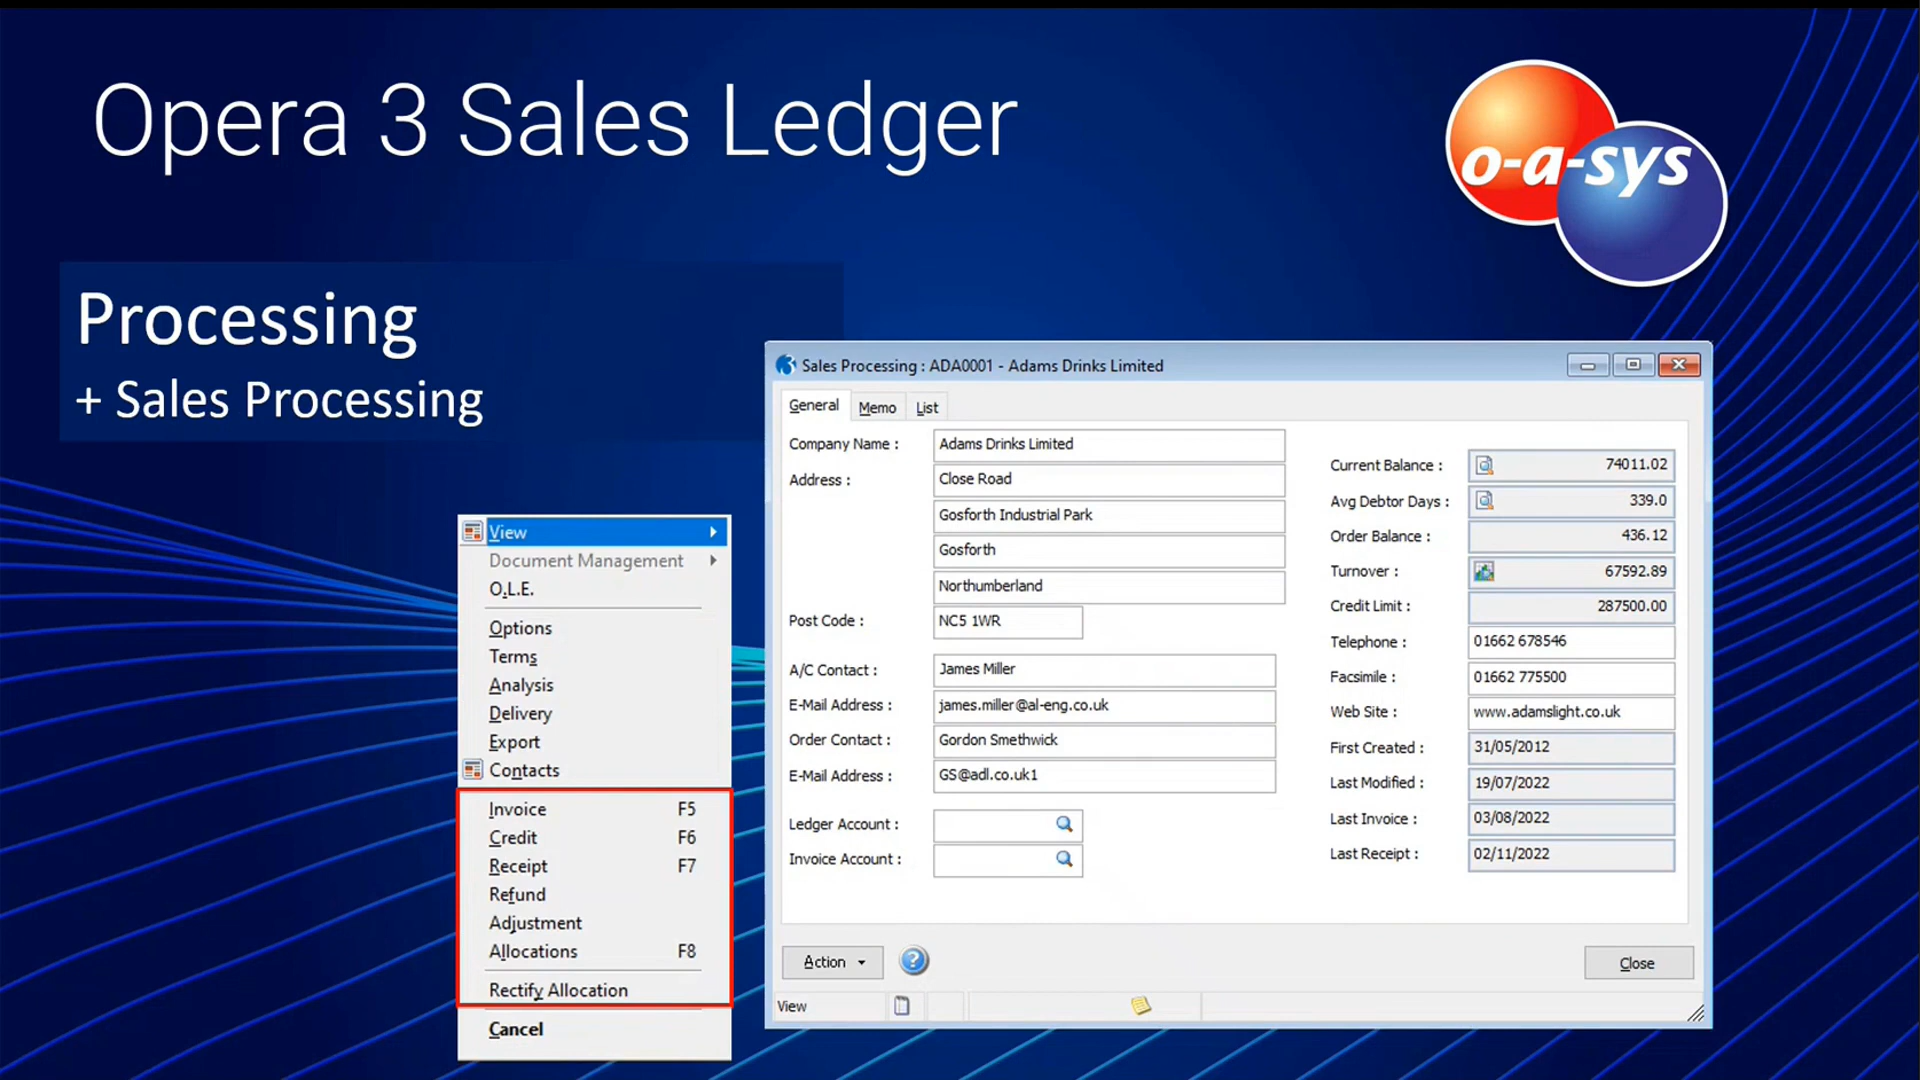 Opera 3 Sales Ledger
o-a-sys
Processing
+ Sales Processing
View
Document Management
O.L.E.
Options
Terms
Analysis
Delivery
Export
Contacts
Invoice F5
Credit F6
Receipt F7
Refund
Adjustment
Allocations F8
Rectify Allocation
Cancel
3 Sales Processing : ADA0001 - Adams Drinks Limited
General Memo List
Company Name : Adams Drinks Limited
Address : Close Road
Gosforth Industrial Park
Gosforth
Northumberland
Post Code : NC5 1WR
A/C Contact : James Miller
E-Mail Address : james.miller@al-eng.co.uk
Order Contact : Gordon Smethwick
E-Mail Address : GS@adl.co.uk1
Ledger Account :
Invoice Account :
Current Balance : 74011.02
Avg Debtor Days : 339.0
Order Balance : 436.12
Turnover : 67592.89
Credit Limit : 287500.00
Telephone : 01662 678546
Facsimile : 01662 775500
Web Site : www.adamslight.co.uk
First Created : 31/05/2012
Last Modified : 19/07/2022
Last Invoice : 03/08/2022
Last Receipt : 02/11/2022
Action ? Close
View